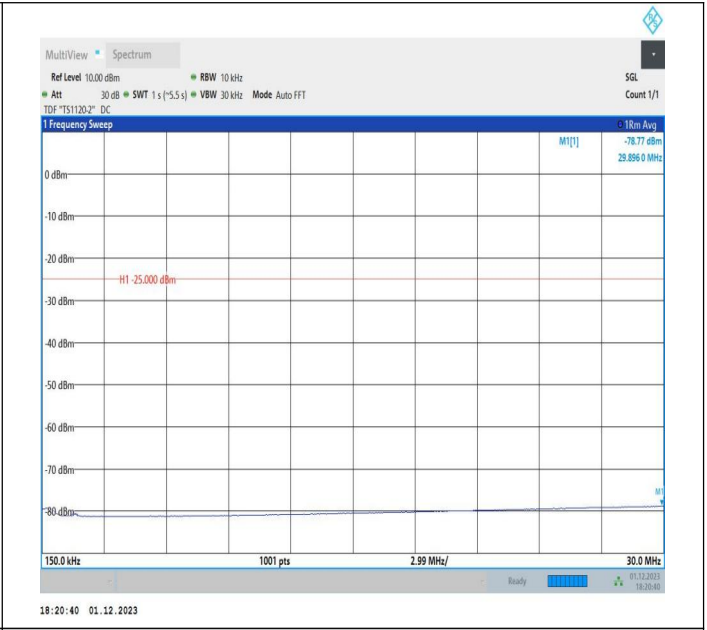 MultiView Spectrum
Ref Level 10.00 dBm RBW 10 kHz SGL
Att 30 dB SWT 1 s (~5.5 s) VBW 30 kHz Mode Auto FFT Count 1/1
TDF "TS1120-2" DC
1 Frequency Sweep 1Rm Avg
M1[1] -78.77 dBm
29.896 0 MHz
0 dBm
-10 dBm
-20 dBm
H1 -25.000 dBm
-30 dBm
-40 dBm
-50 dBm
-60 dBm
-70 dBm
M1
-80 dBm
150.0 kHz 1001 pts 2.99 MHz/ 30.0 MHz
Ready 01.12.2023
18:20:40
18:20:40 01.12.2023